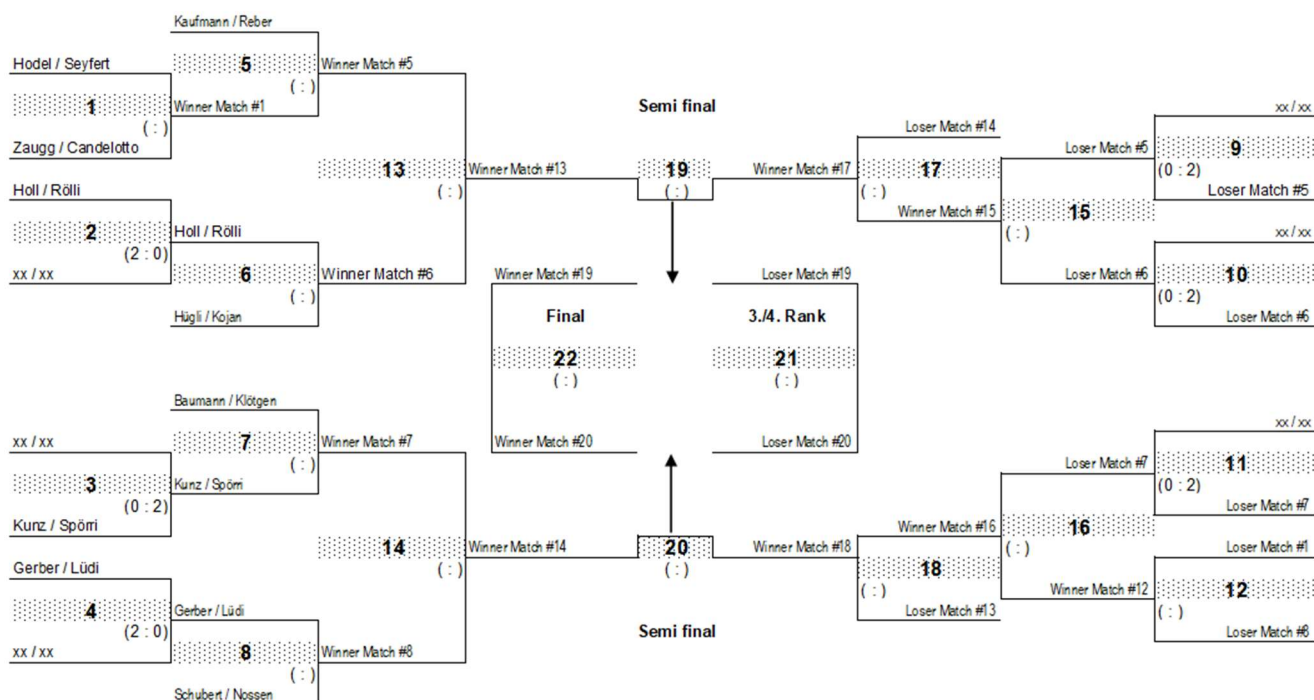 Kaufmann / Reber
Hodel / Seyfert
5
Winner Match #5
( : )
1
Winner Match #1
( : )
Zaugg / Candelotto
13
Winner Match #13
( : )
Holl / Rölli
2
Holl / Rölli
(2 : 0)
xx / xx
6
Winner Match #6
( : )
Hügli / Kojan
Baumann / Klötgen
xx / xx
7
Winner Match #7
( : )
3
Kunz / Spörri
(0 : 2)
Kunz / Spörri
14
Winner Match #14
( : )
Gerber / Lüdi
4
Gerber / Lüdi
(2 : 0)
xx / xx
8
Winner Match #8
( : )
Schubert / Nossen
Semi final
19
( : )
Winner Match #17
Winner Match #19
Loser Match #19
Final
3./4. Rank
22
21
( : )
( : )
Winner Match #20
Loser Match #20
20
( : )
Winner Match #18
Semi final
Loser Match #14
17
( : )
Winner Match #15
Loser Match #5
15
( : )
Loser Match #6
xx / xx
9
(0 : 2)
Loser Match #5
xx / xx
10
(0 : 2)
Loser Match #6
Winner Match #16
18
( : )
Loser Match #13
Loser Match #7
16
( : )
Winner Match #12
xx / xx
11
(0 : 2)
Loser Match #7
Loser Match #1
12
( : )
Loser Match #8